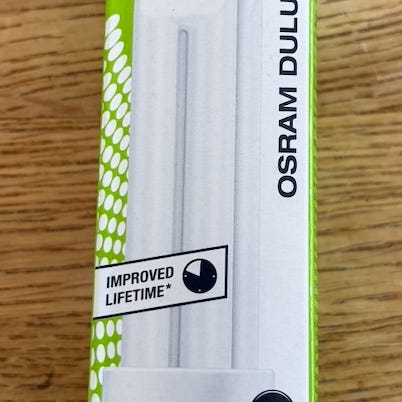 OSRAM DULU
IMPROVED
LIFETIME*